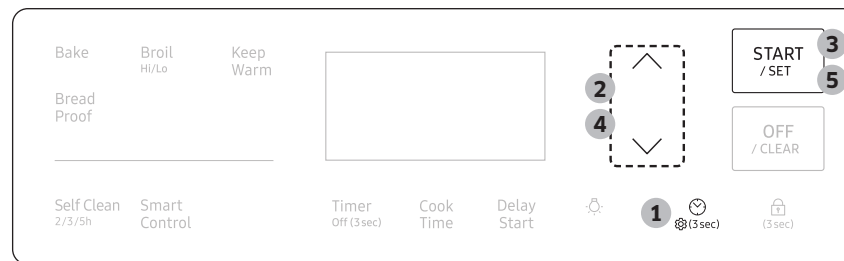 Bake
Broil
Hi/Lo
Keep
Warm
Bread
Proof
Self Clean
2/3/5h
Smart
Control
Timer
Off (3 sec)
Cook
Time
Delay
Start
2
4
1
(3 sec)
(3 sec)
START
/ SET
3
5
OFF
/ CLEAR